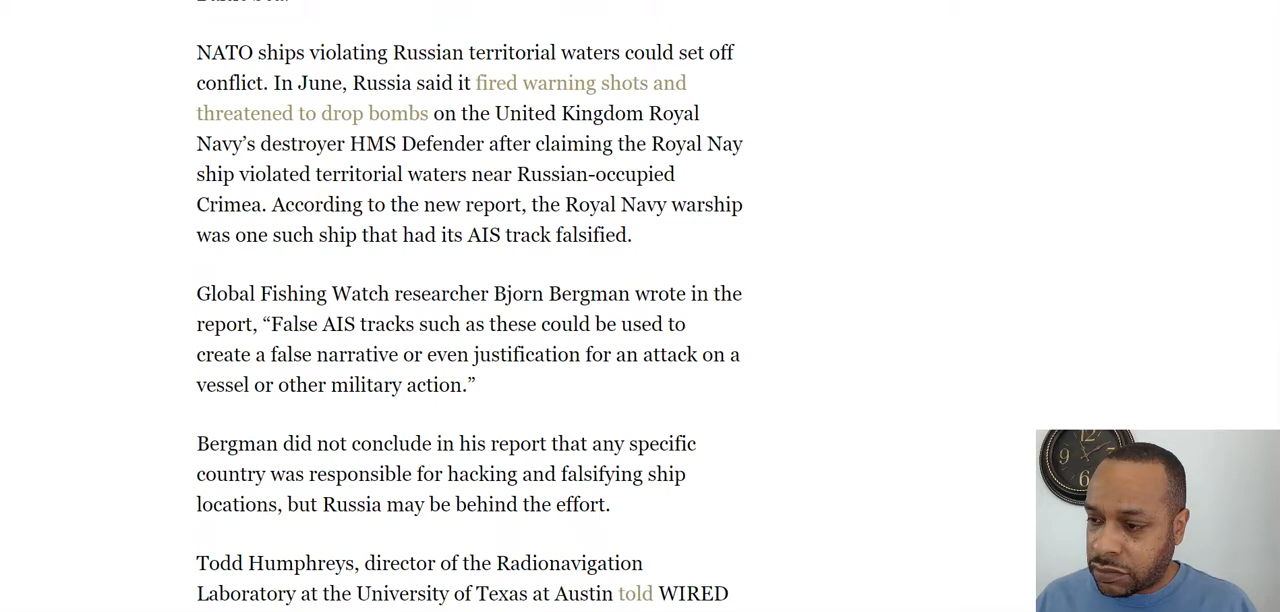 NATO ships violating Russian territorial waters could set off
conflict. In June, Russia said it fired warning shots and
threatened to drop bombs on the United Kingdom Royal
Navy’s destroyer HMS Defender after claiming the Royal Nay
ship violated territorial waters near Russian-occupied
Crimea. According to the new report, the Royal Navy warship
was one such ship that had its AIS track falsified.
Global Fishing Watch researcher Bjorn Bergman wrote in the
report, “False AIS tracks such as these could be used to
create a false narrative or even justification for an attack on a
vessel or other military action.”
Bergman did not conclude in his report that any specific
country was responsible for hacking and falsifying ship
locations, but Russia may be behind the effort.
Todd Humphreys, director of the Radionavigation
Laboratory at the University of Texas at Austin told WIRED
12
9
6